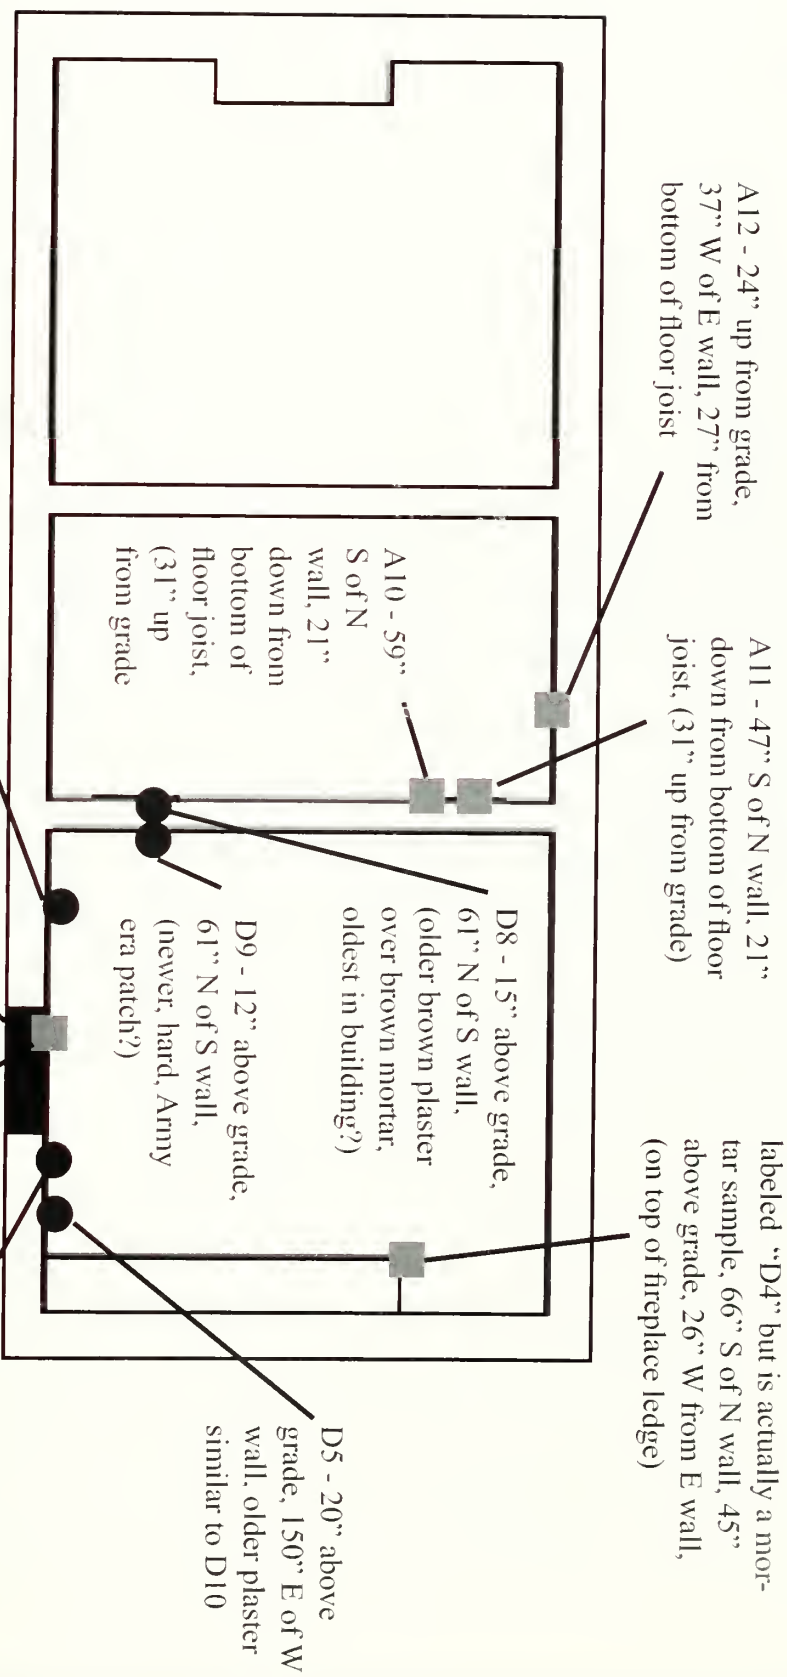 A12 - 24” up from grade,
37” W of E wall, 27” from
bottom of floor joist
A11 - 47” S of N wall, 21”
down from bottom of floor
joist, (31” up from grade)
labeled “D4” but is actually a mor-
tar sample, 66” S of N wall, 45”
above grade, 26” W from E wall,
(on top of fireplace ledge)
A10 - 59”
S of N
wall, 21”
down from
bottom of
floor joist,
(31” up
from grade
D8 - 15” above grade,
61” N of S wall,
(older brown plaster
over brown mortar,
oldest in building?)
D9 - 12” above grade,
61” N of S wall,
(newer, hard, Army
era patch?)
D5 - 20” above
grade, 150” E of W
wall, older plaster
similar to D10